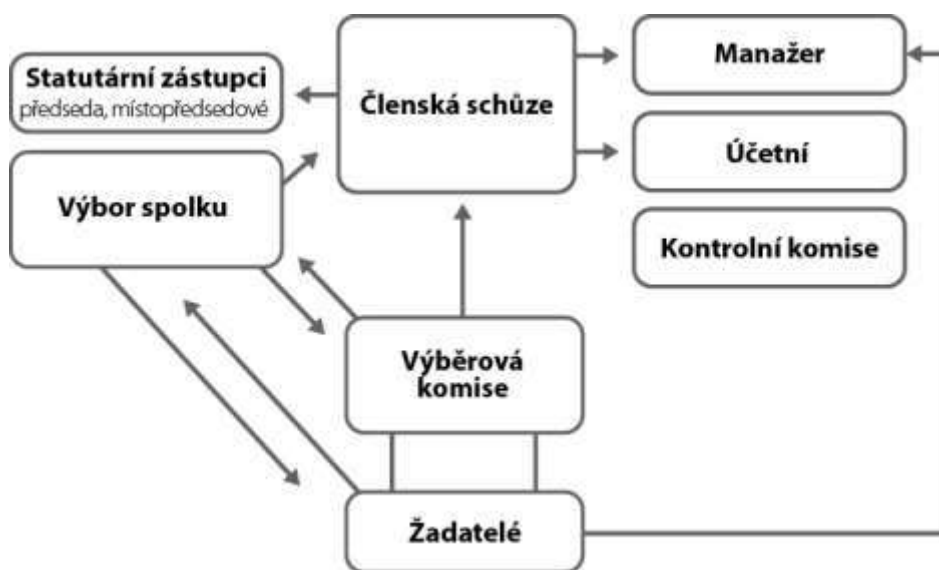 Statutární zástupci
předseda, místopředsedové
Členská schůze
Manažer
Účetní
Výbor spolku
Kontrolní komise
Výběrová
komise
Žadatelé